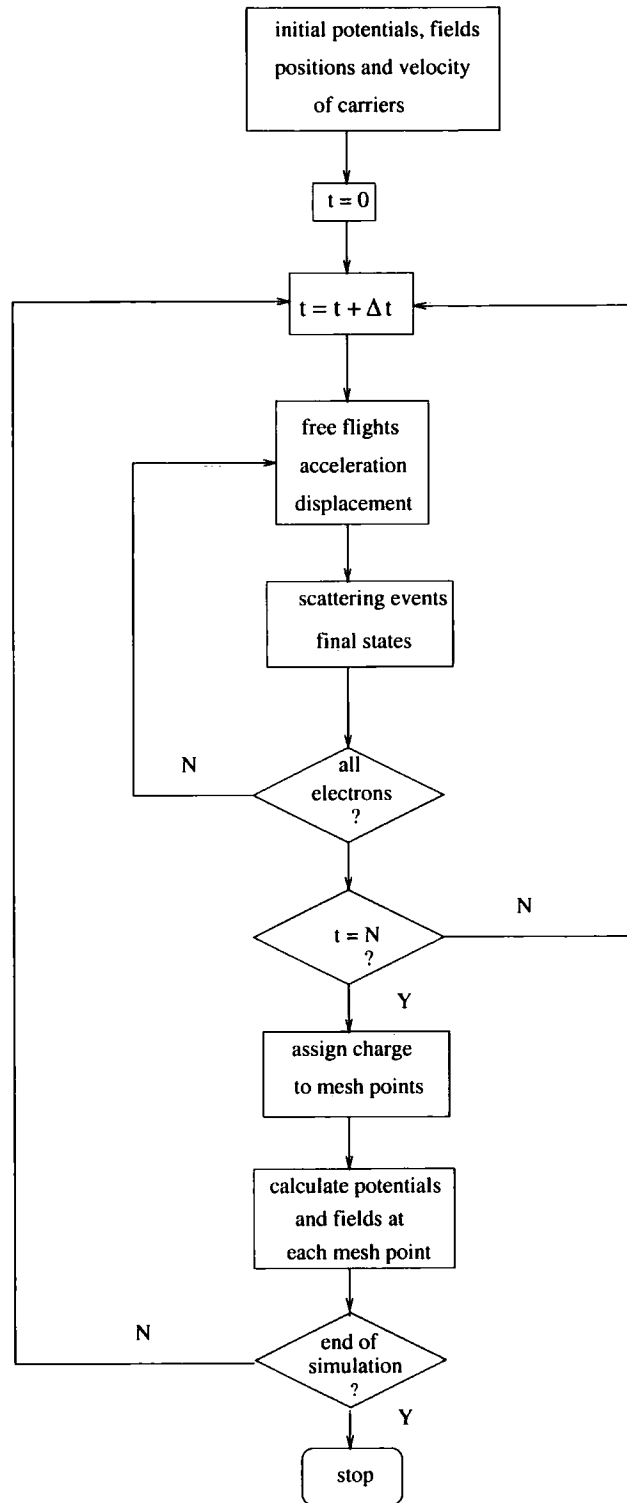 initial potentials, fields
positions and velocity
of carriers
t = 0
t = t + Δ t
free flights
acceleration
displacement
scattering events
final states
all
electrons
?
N
t = N
?
N
Y
assign charge
to mesh points
calculate potentials
and fields at
each mesh point
end of
simulation
?
N
Y
stop